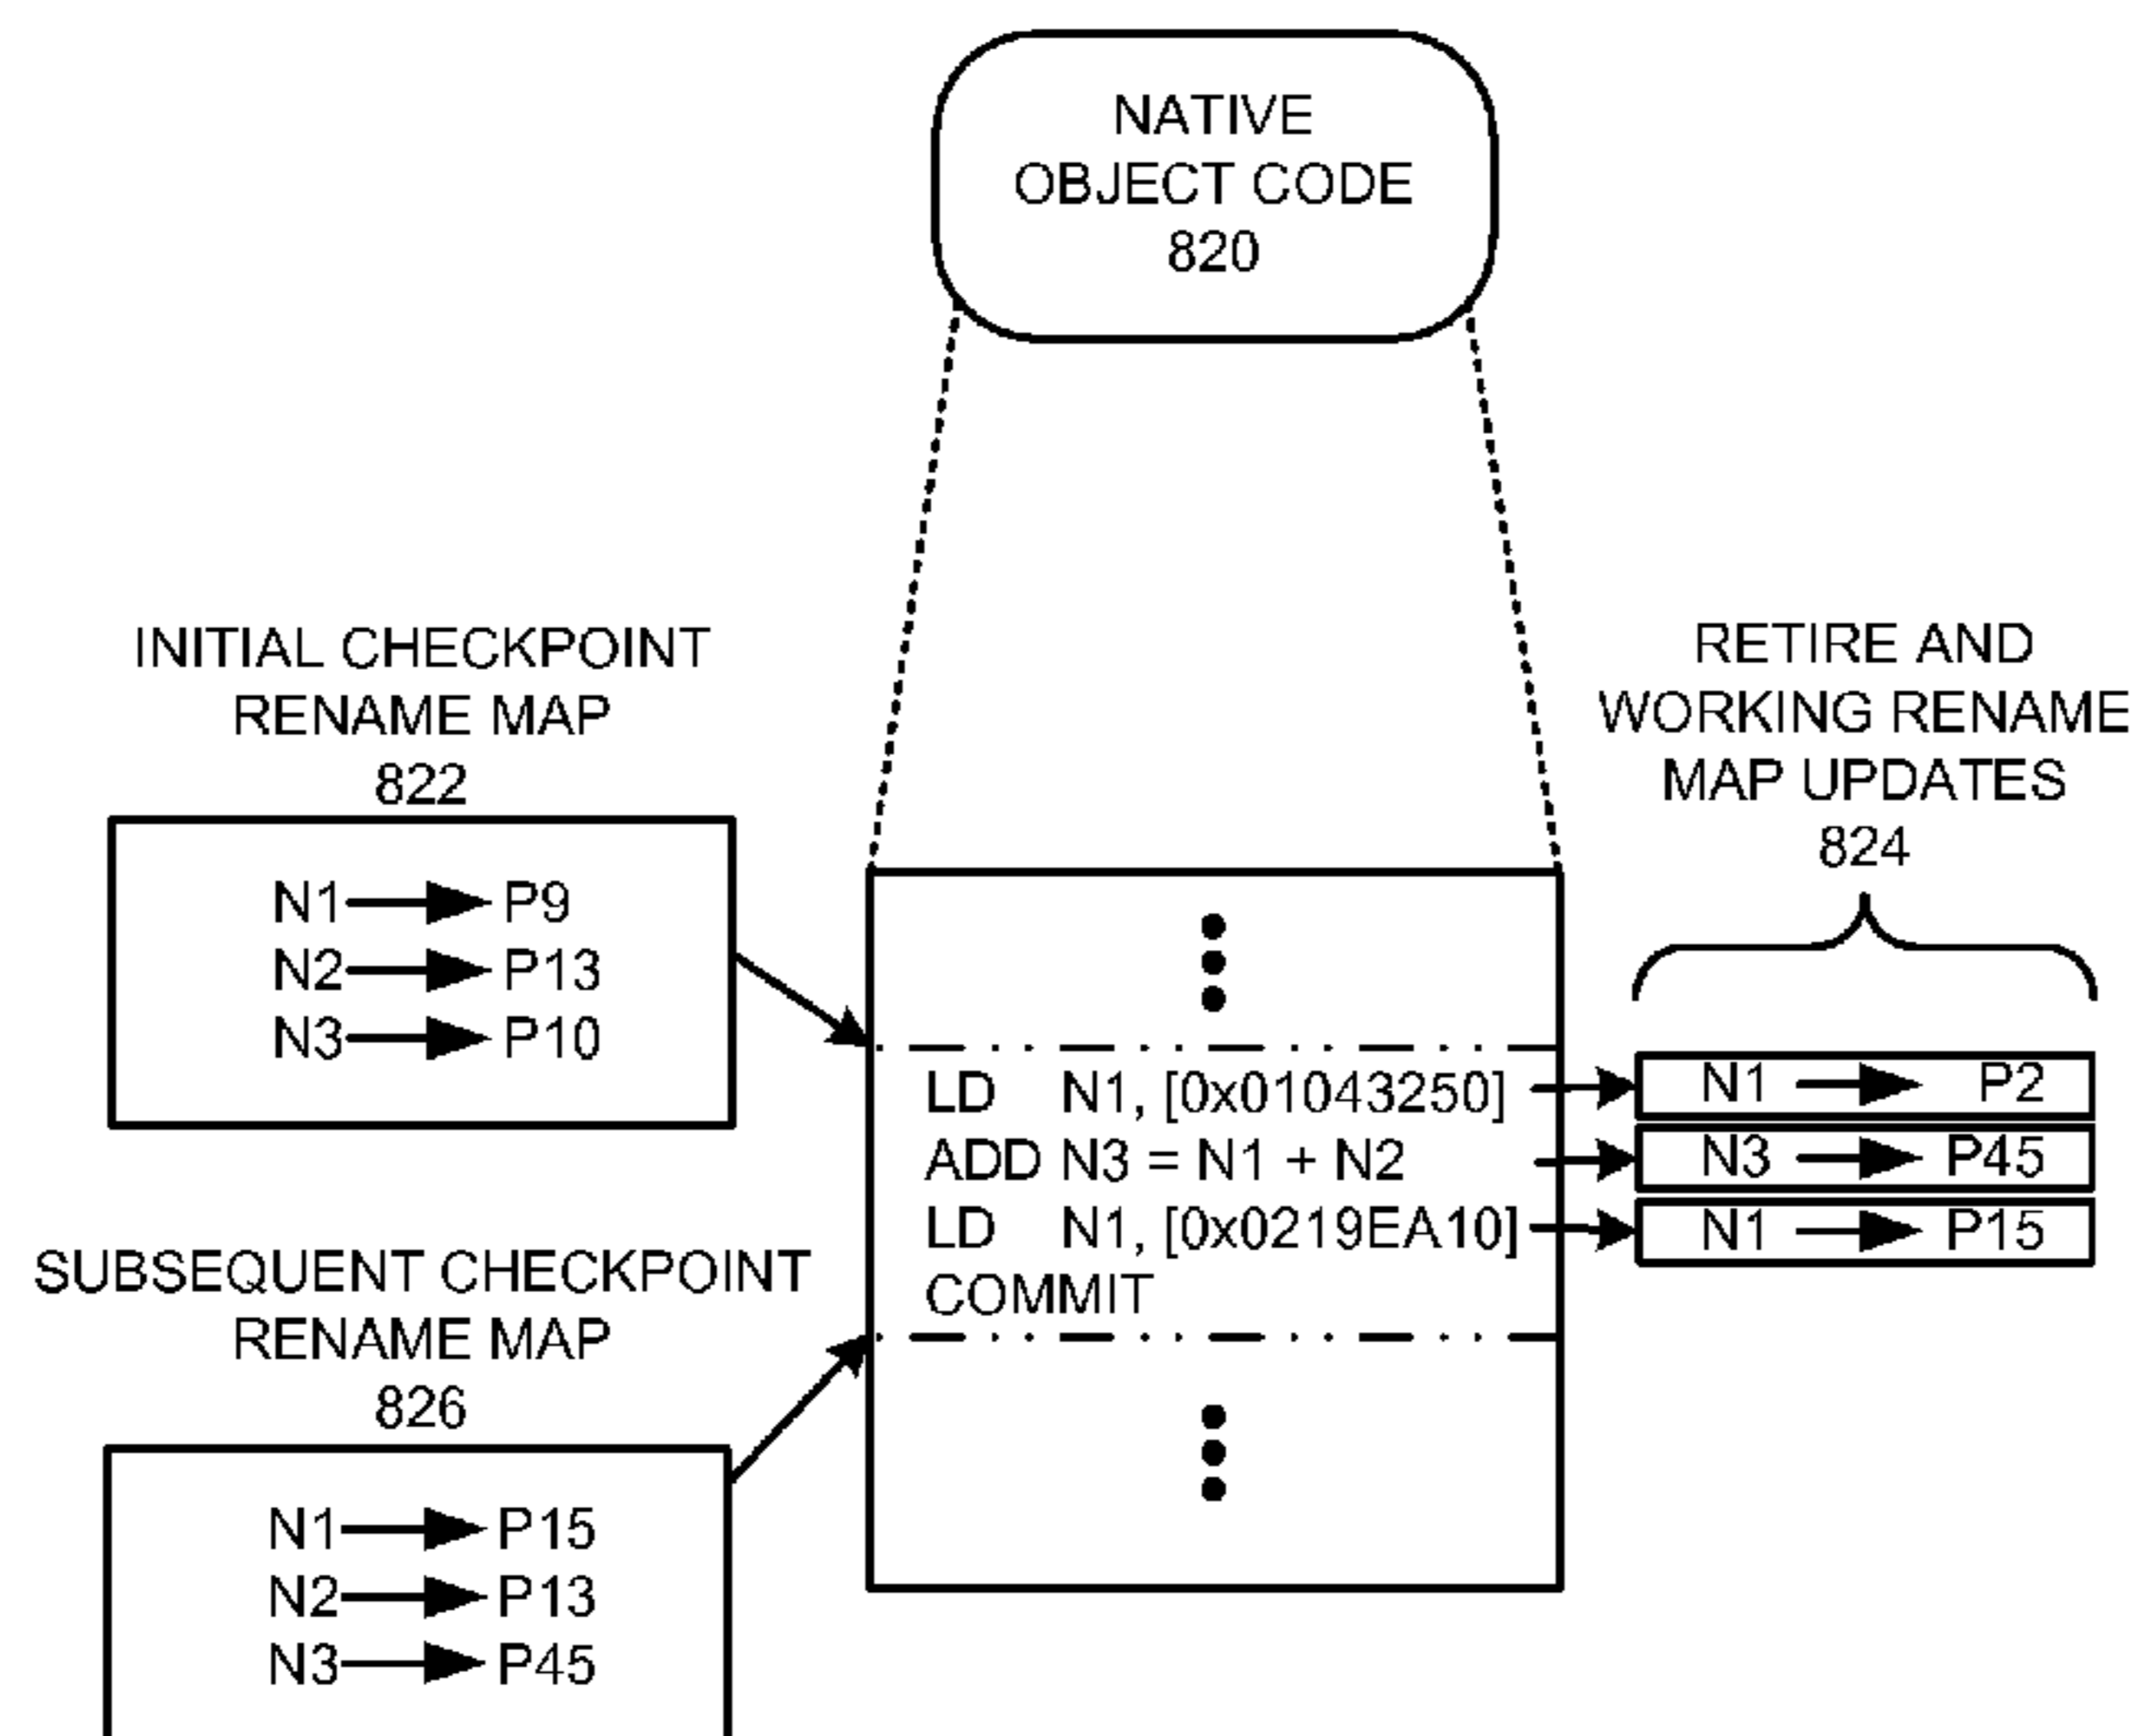 NATIVE
OBJECT CODE
820
INITIAL CHECKPOINT
RENAME MAP
822
N1 P9
N2 P13
N3 P10
RETIRE AND
WORKING RENAME
MAP UPDATES
824
LD N1, [0x01043250]
ADD N3 = N1 + N2
LD N1, [0x0219EA10]
COMMIT
N1 P2
N3 P45
N1 P15
SUBSEQUENT CHECKPOINT
RENAME MAP
826
N1 P15
N2 P13
N3 P45